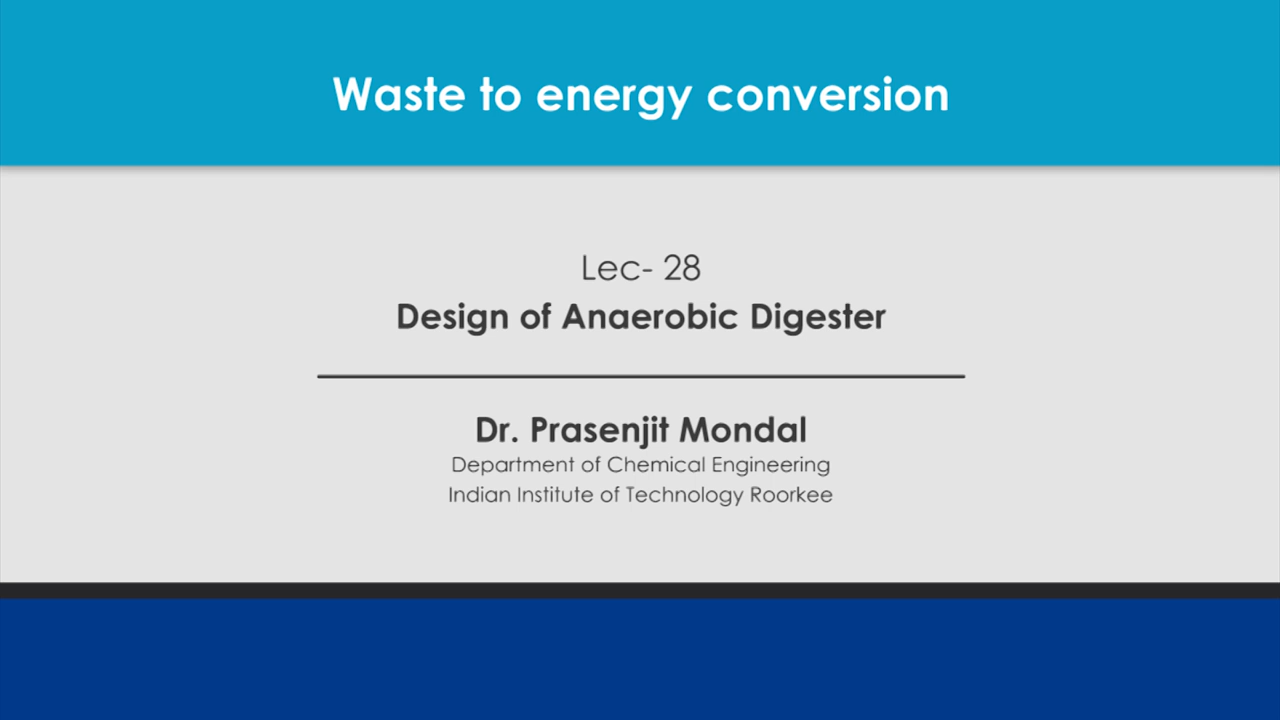 Waste to energy conversion
Lec- 28
Design of Anaerobic Digester
Dr. Prasenjit Mondal
Department of Chemical Engineering
Indian Institute of Technology Roorkee